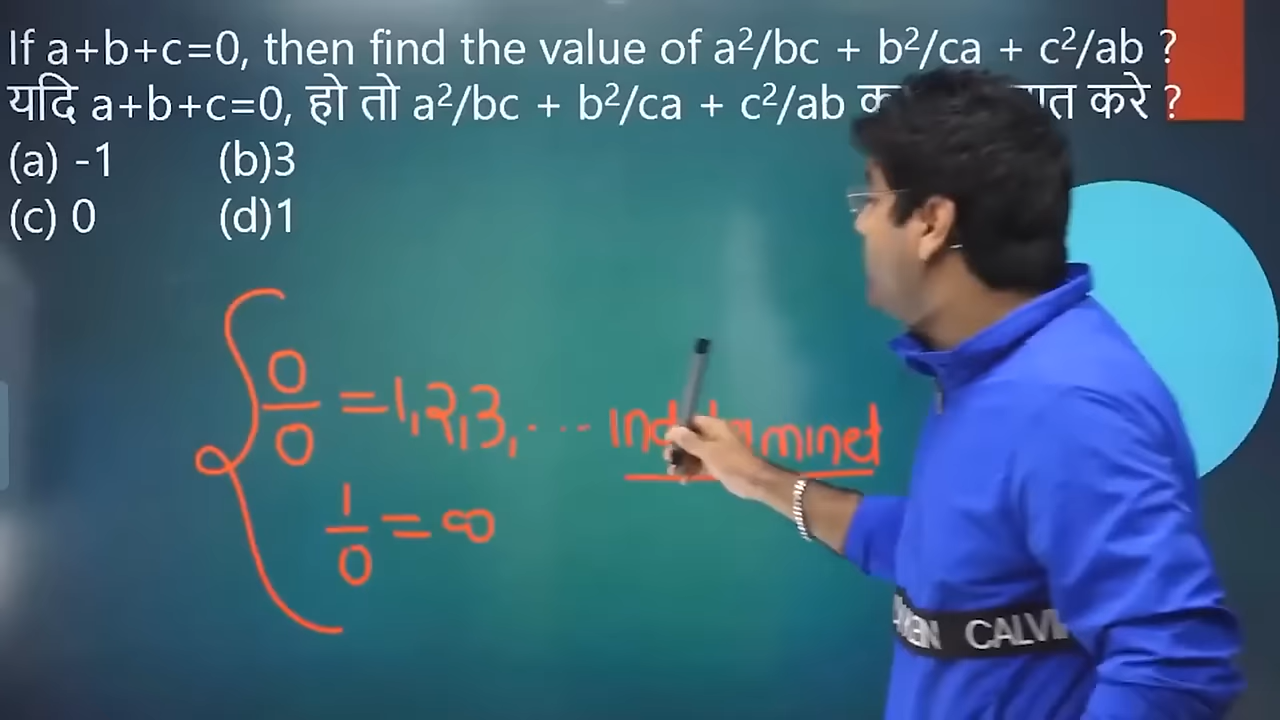 If a+b+c=0, then find the value of a²/bc + b²/ca + c²/ab ?
यदि a+b+c=0, हो तो a²/bc + b²/ca + c²/ab करे ?
(a) -1 (b)3
(c) 0 (d)1
0/0 = 1,2,3, ...
1/0 = ∞
CALVI